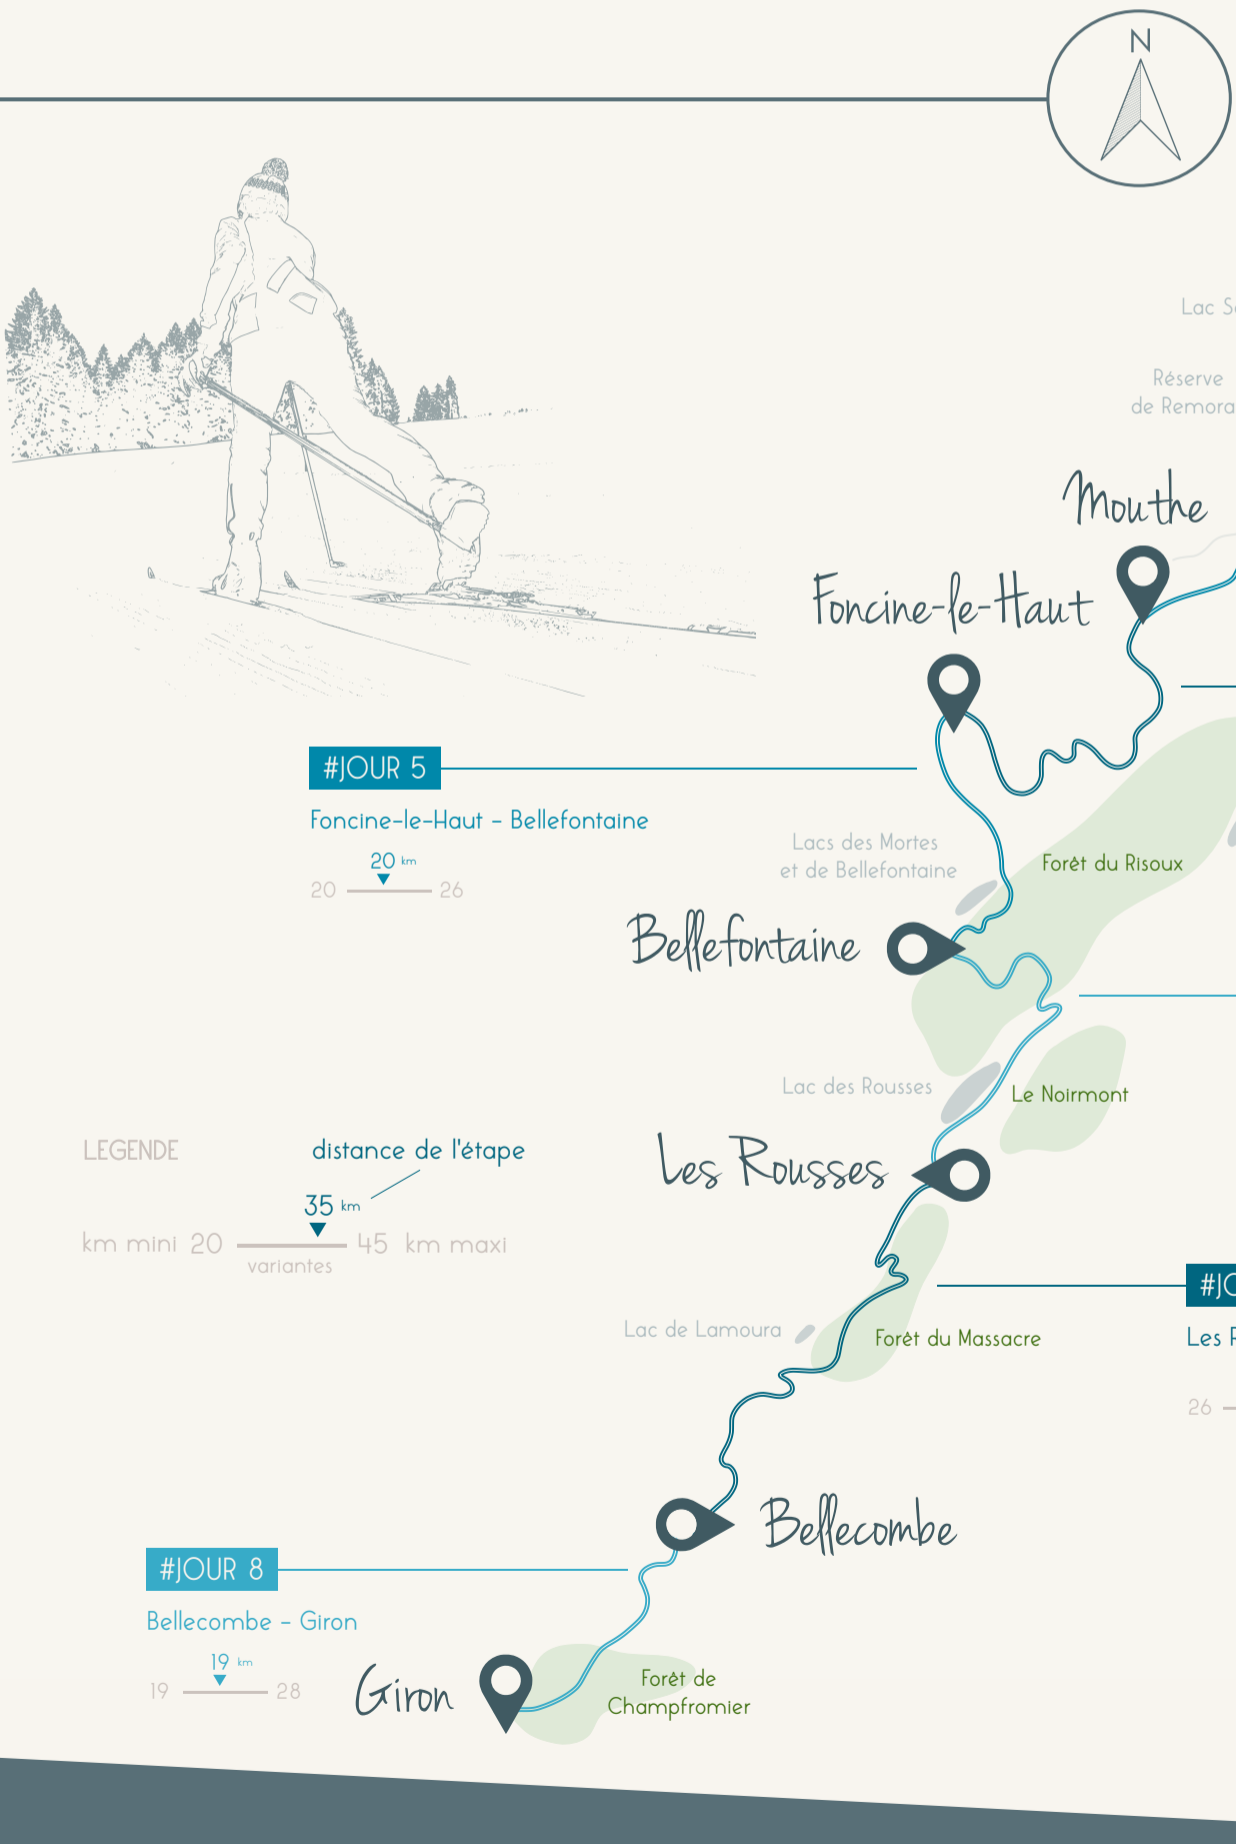 N
Lac
Réserve
de
Mouthe
Foncine-le-Haut
#JOUR 5
Foncine-le-Haut - Bellefontaine
20 km
20 26
Lacs des Mortes
et de Bellefontaine
Forêt du Risoux
Bellefontaine
Lac des Rousses
Le Noirmont
LEGENDE
distance de l'étape
35 km
km mini 20 45 km maxi
variantes
Les Rousses
Lac de Lamoura
Forêt du Massacre
Les
26
Bellecombe
#JOUR 8
Bellecombe - Giron
19 km
19 28
Giron
Forêt de
Champfromier